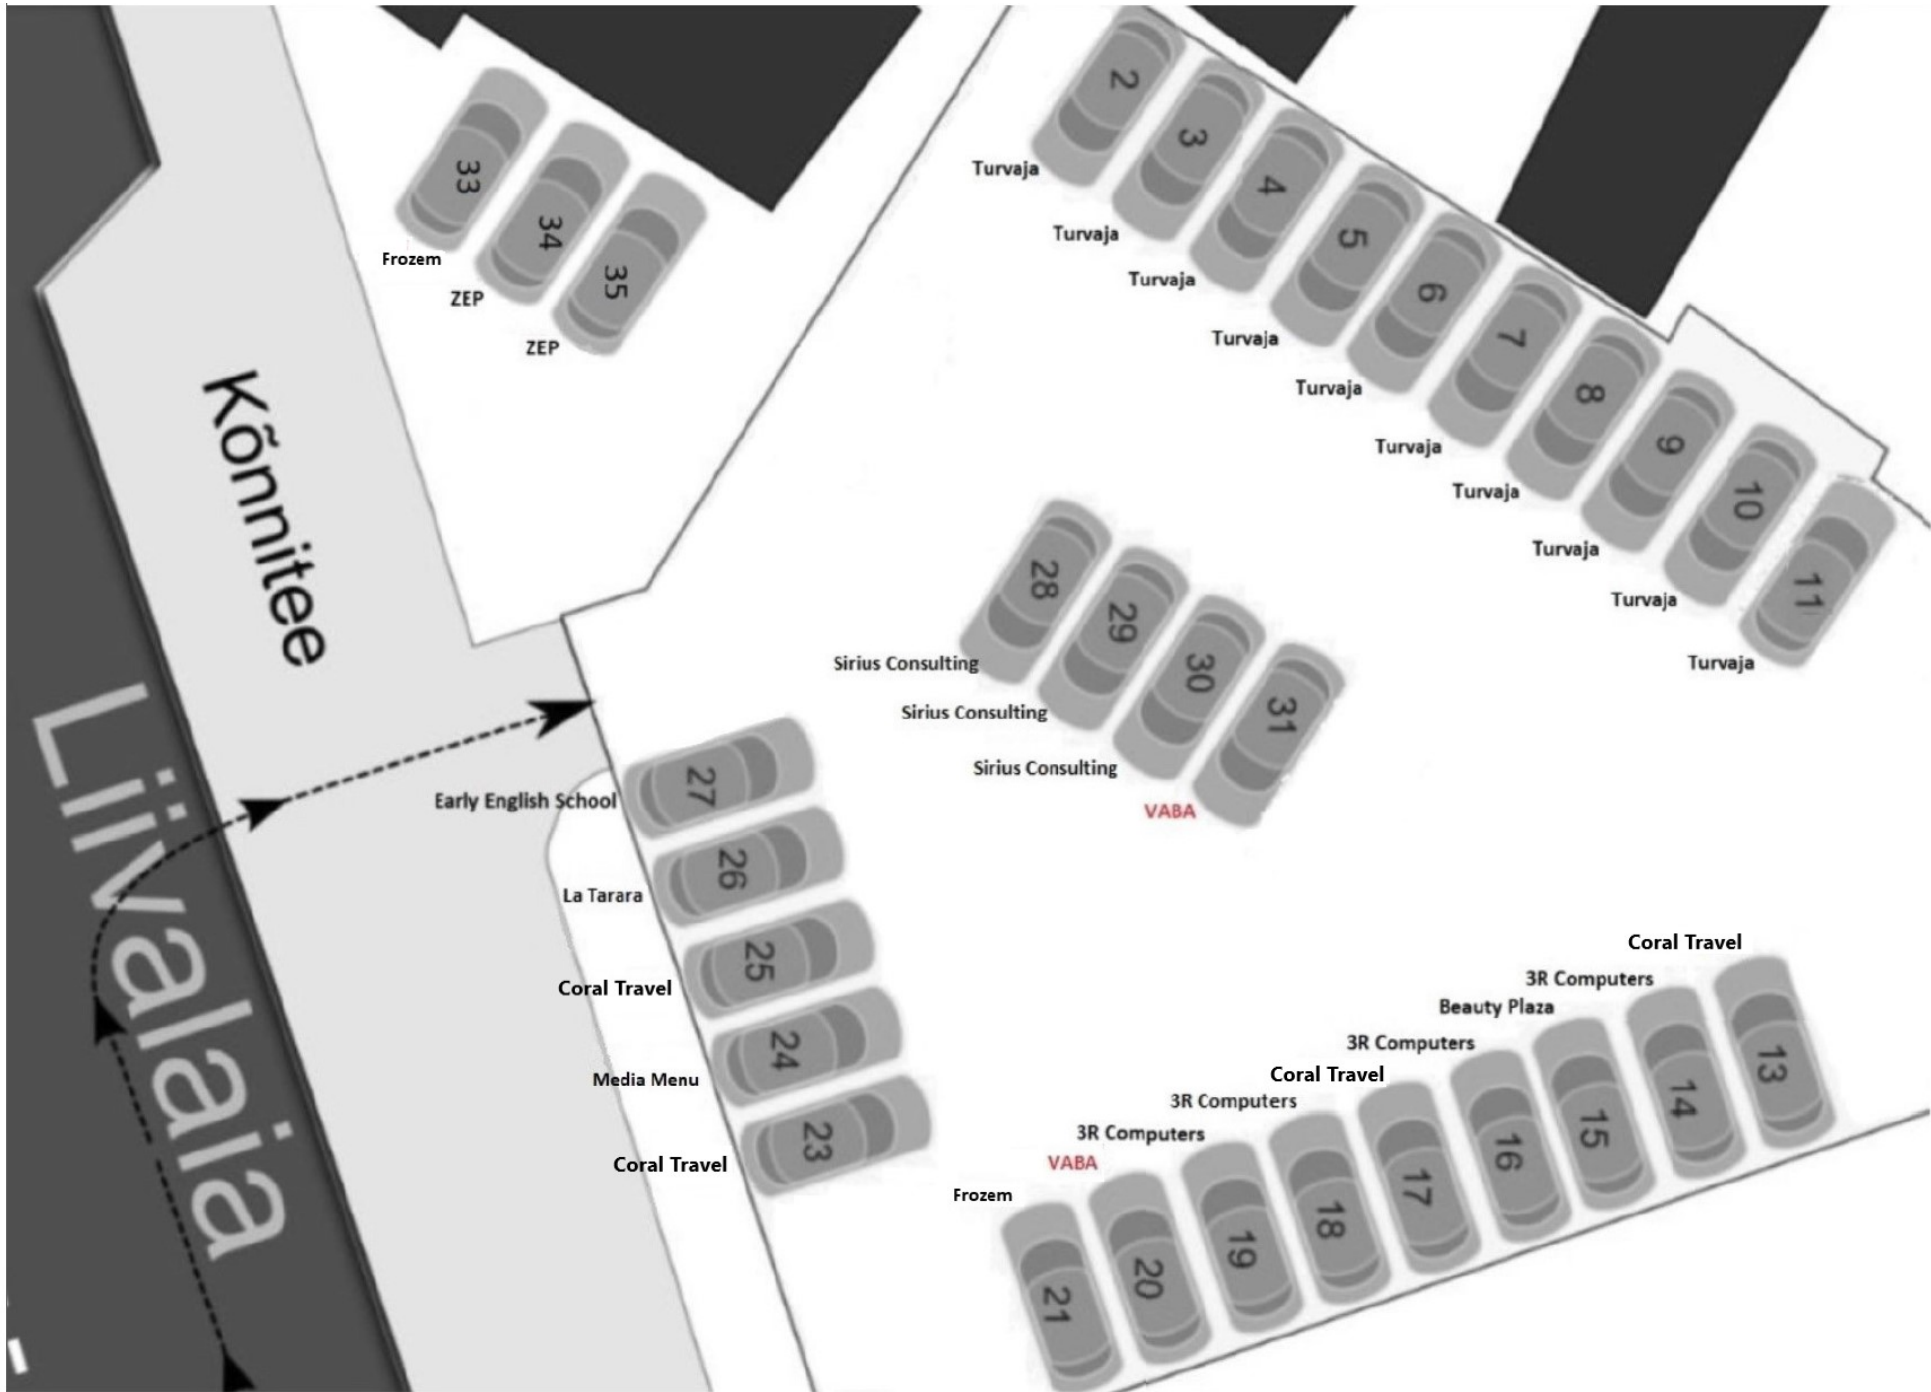 2
Turvaja
3
Turvaja
4
Turvaja
5
Turvaja
6
Turvaja
7
Turvaja
8
Turvaja
9
Turvaja
10
Turvaja
11
Turvaja
33
Frozem
34
ZEP
35
ZEP
Kõnnitee
Liivalaia
28
Sirius Consulting
29
Sirius Consulting
30
Sirius Consulting
31
VABA
27
Early English School
26
La Tarara
25
Coral Travel
24
Media Menu
23
Coral Travel
Coral Travel
13
3R Computers
14
Beauty Plaza
15
3R Computers
16
Coral Travel
17
3R Computers
18
3R Computers
19
VABA
20
Frozem
21